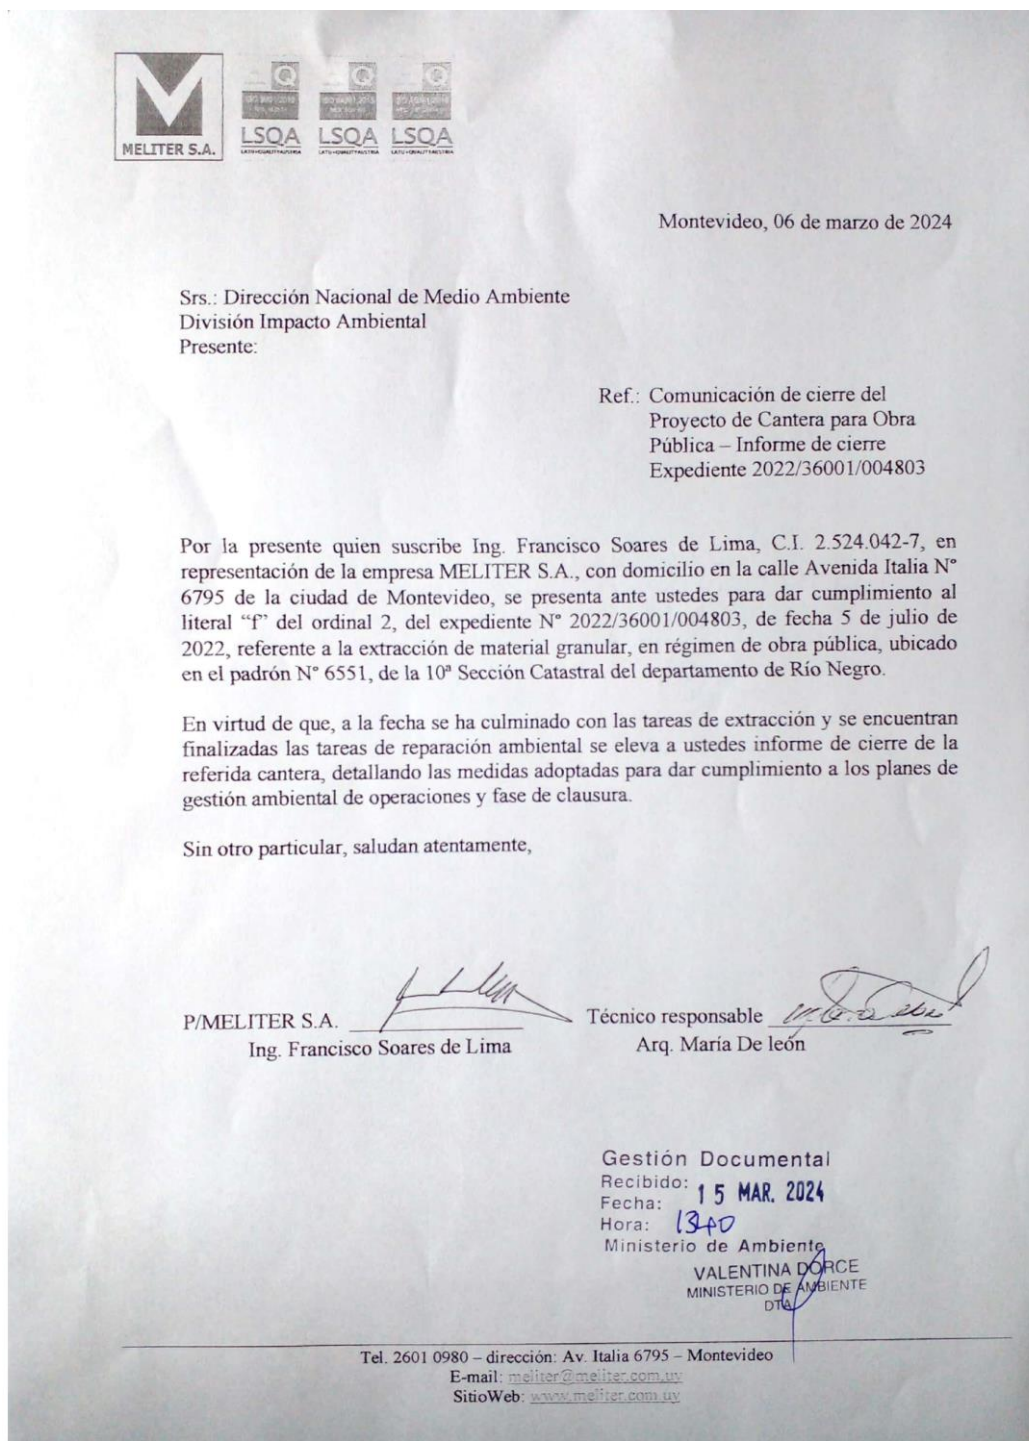 MELITER S.A.
LSQA LSQA LSQA
Montevideo, 06 de marzo de 2024
Srs.: Dirección Nacional de Medio Ambiente
División Impacto Ambiental
Presente:
Ref.: Comunicación de cierre del
Proyecto de Cantera para Obra
Pública – Informe de cierre
Expediente 2022/36001/004803
Por la presente quien suscribe Ing. Francisco Soares de Lima, C.I. 2.524.042-7, en
representación de la empresa MELITER S.A., con domicilio en la calle Avenida Italia N°
6795 de la ciudad de Montevideo, se presenta ante ustedes para dar cumplimiento al
literal “f” del ordinal 2, del expediente N° 2022/36001/004803, de fecha 5 de julio de
2022, referente a la extracción de material granular, en régimen de obra pública, ubicado
en el padrón N° 6551, de la 10ª Sección Catastral del departamento de Río Negro.
En virtud de que, a la fecha se ha culminado con las tareas de extracción y se encuentran
finalizadas las tareas de reparación ambiental se eleva a ustedes informe de cierre de la
referida cantera, detallando las medidas adoptadas para dar cumplimiento a los planes de
gestión ambiental de operaciones y fase de clausura.
Sin otro particular, saludan atentamente,
P/MELITER S.A.
Ing. Francisco Soares de Lima
Técnico responsable
Arq. María De león
Gestión Documental
Recibido:
Fecha: 15 MAR. 2024
Hora: 1340
Ministerio de Ambiente
VALENTINA DORCE
MINISTERIO DE AMBIENTE
DTA
Tel. 2601 0980 – dirección: Av. Italia 6795 – Montevideo
E-mail: meliter@meliter.com.uy
SitioWeb: www.meliter.com.uy